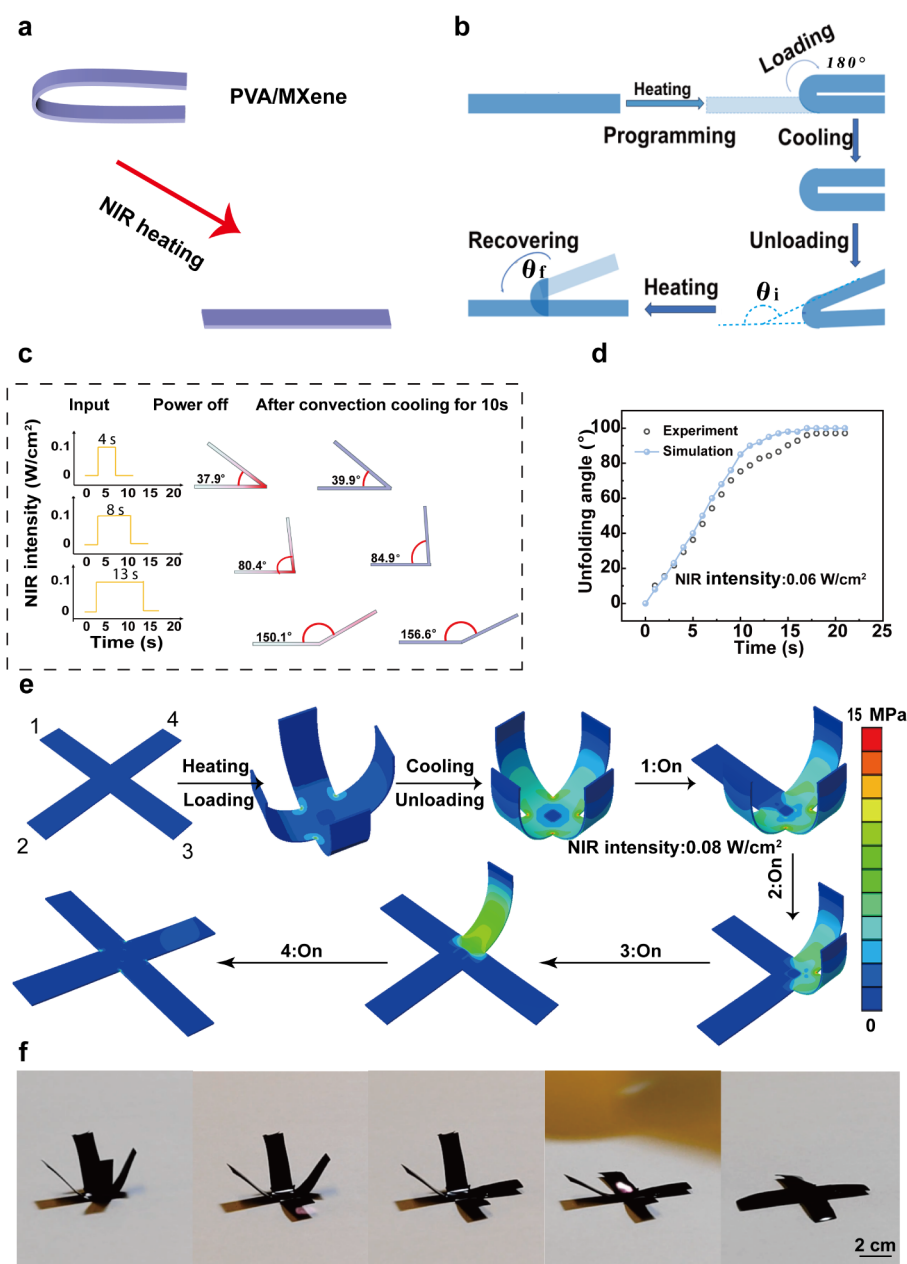 a
PVA/MXene
NIR heating
b
Loading
180°
Heating
Programming
Cooling
Unloading
Recovering
θf
Heating
θi
c
Input Power off After convection cooling for 10s
NIR intensity (W/cm²)
0.1
0
4 s
0 5 10 15 20
37.9°
39.9°
0.1
0
8 s
0 5 10 15 20
80.4°
84.9°
0.1
0
13 s
0 5 10 15 20
Time (s)
150.1°
156.6°
d
Unfolding angle (°)
100
80
60
40
20
0
Experiment
Simulation
NIR intensity:0.06 W/cm²
0 5 10 15 20 25
Time (s)
e
1
4
2
3
Heating
Loading
Cooling
Unloading
1:On
15 MPa
0
NIR intensity:0.08 W/cm²
2:On
3:On
4:On
f
2 cm